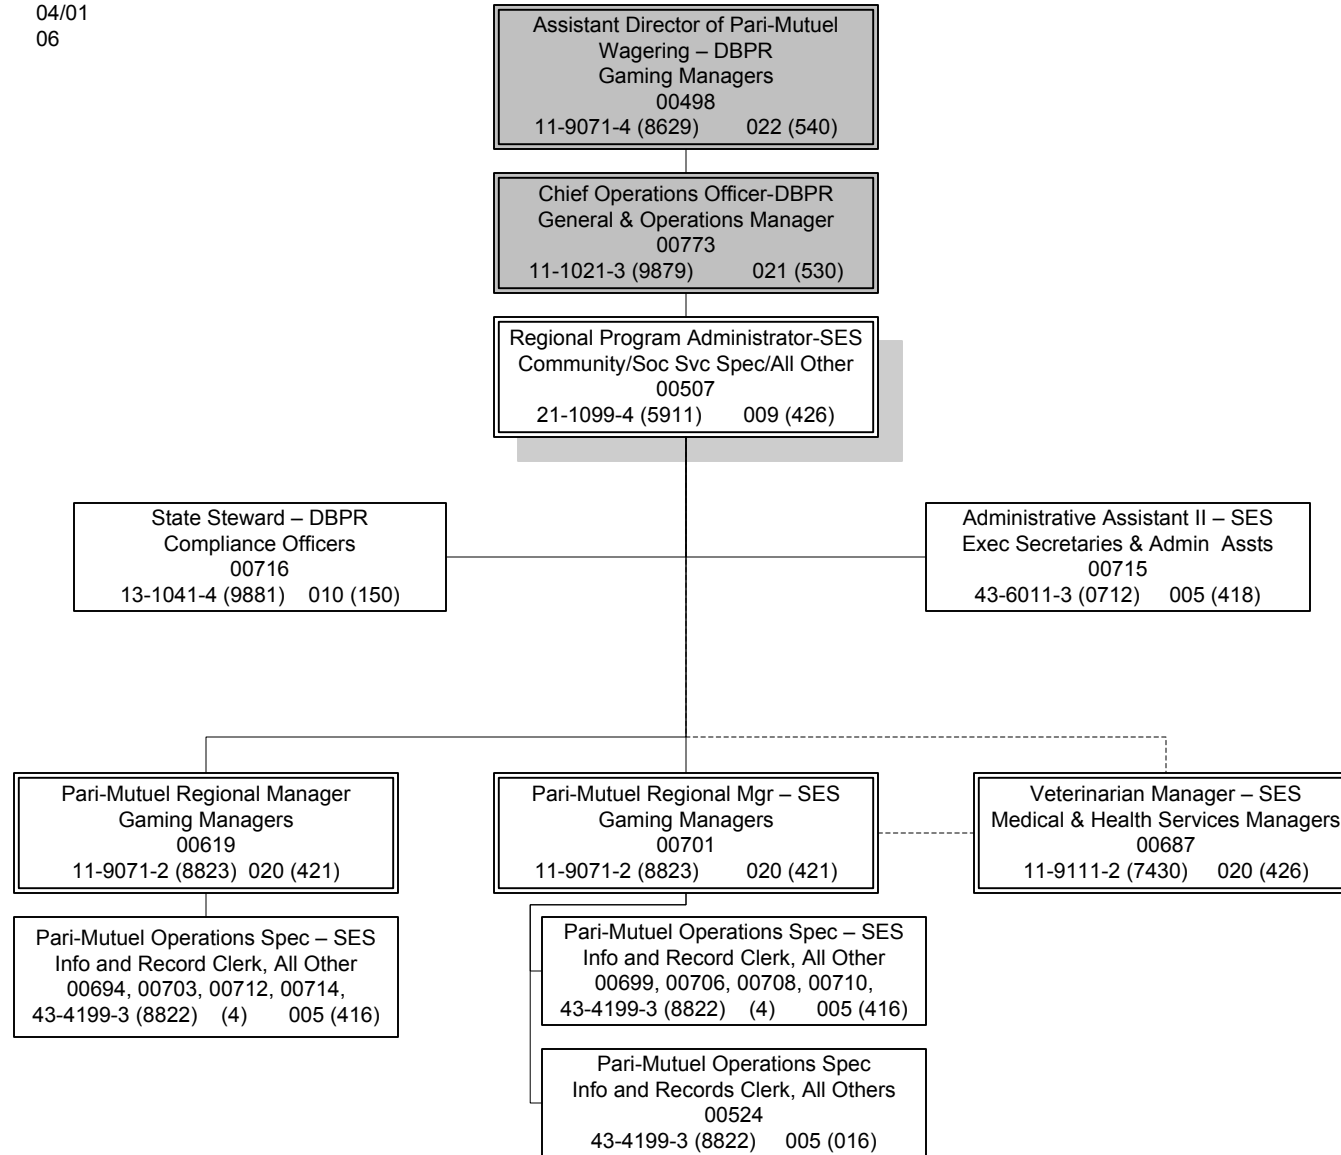 04/01
06
Assistant Director of Pari-Mutuel
Wagering – DBPR
Gaming Managers
00498
11-9071-4 (8629) 022 (540)
Chief Operations Officer-DBPR
General & Operations Manager
00773
11-1021-3 (9879) 021 (530)
Regional Program Administrator-SES
Community/Soc Svc Spec/All Other
00507
21-1099-4 (5911) 009 (426)
State Steward – DBPR
Compliance Officers
00716
13-1041-4 (9881) 010 (150)
Administrative Assistant II – SES
Exec Secretaries & Admin Assts
00715
43-6011-3 (0712) 005 (418)
Pari-Mutuel Regional Manager
Gaming Managers
00619
11-9071-2 (8823) 020 (421)
Pari-Mutuel Regional Mgr – SES
Gaming Managers
00701
11-9071-2 (8823) 020 (421)
Veterinarian Manager – SES
Medical & Health Services Managers
00687
11-9111-2 (7430) 020 (426)
Pari-Mutuel Operations Spec – SES
Info and Record Clerk, All Other
00694, 00703, 00712, 00714,
43-4199-3 (8822) (4) 005 (416)
Pari-Mutuel Operations Spec – SES
Info and Record Clerk, All Other
00699, 00706, 00708, 00710,
43-4199-3 (8822) (4) 005 (416)
Pari-Mutuel Operations Spec
Info and Records Clerk, All Others
00524
43-4199-3 (8822) 005 (016)